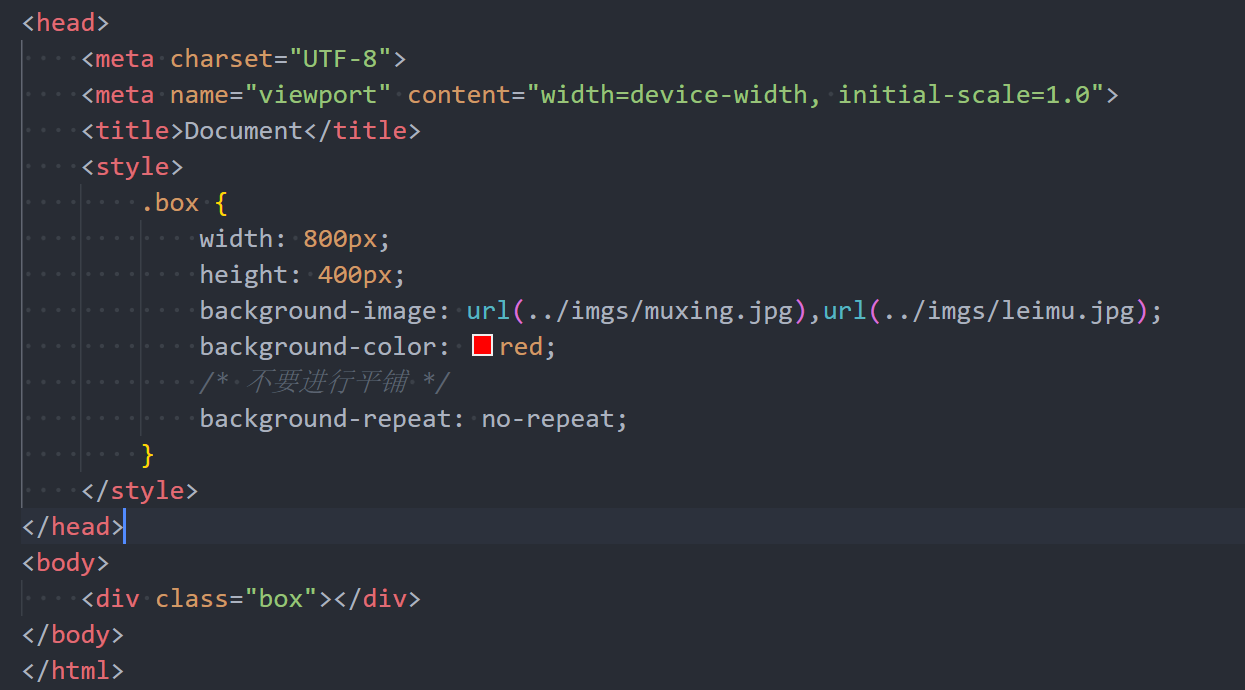 <head>
<meta charset="UTF-8">
<meta name="viewport" content="width=device-width, initial-scale=1.0">
<title>Document</title>
<style>
.box {
width: 800px;
height: 400px;
background-image: url(../imgs/muxing.jpg),url(../imgs/leimu.jpg);
background-color: red;
/* 不要进行平铺 */
background-repeat: no-repeat;
}
</style>
</head>
<body>
<div class="box"></div>
</body>
</html>